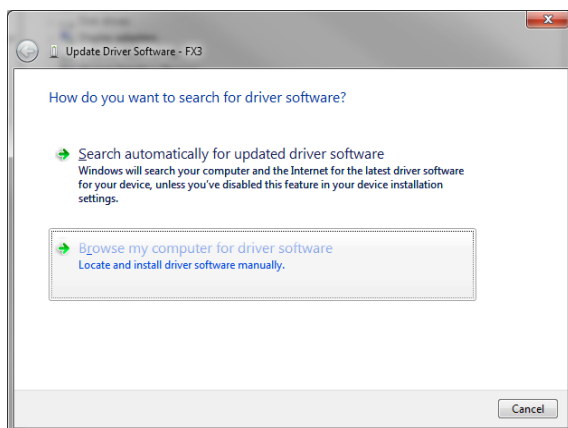 Update Driver Software - FX3
How do you want to search for driver software?
Search automatically for updated driver software
Windows will search your computer and the Internet for the latest driver software
for your device, unless you've disabled this feature in your device installation
settings.
Browse my computer for driver software
Locate and install driver software manually.
Cancel